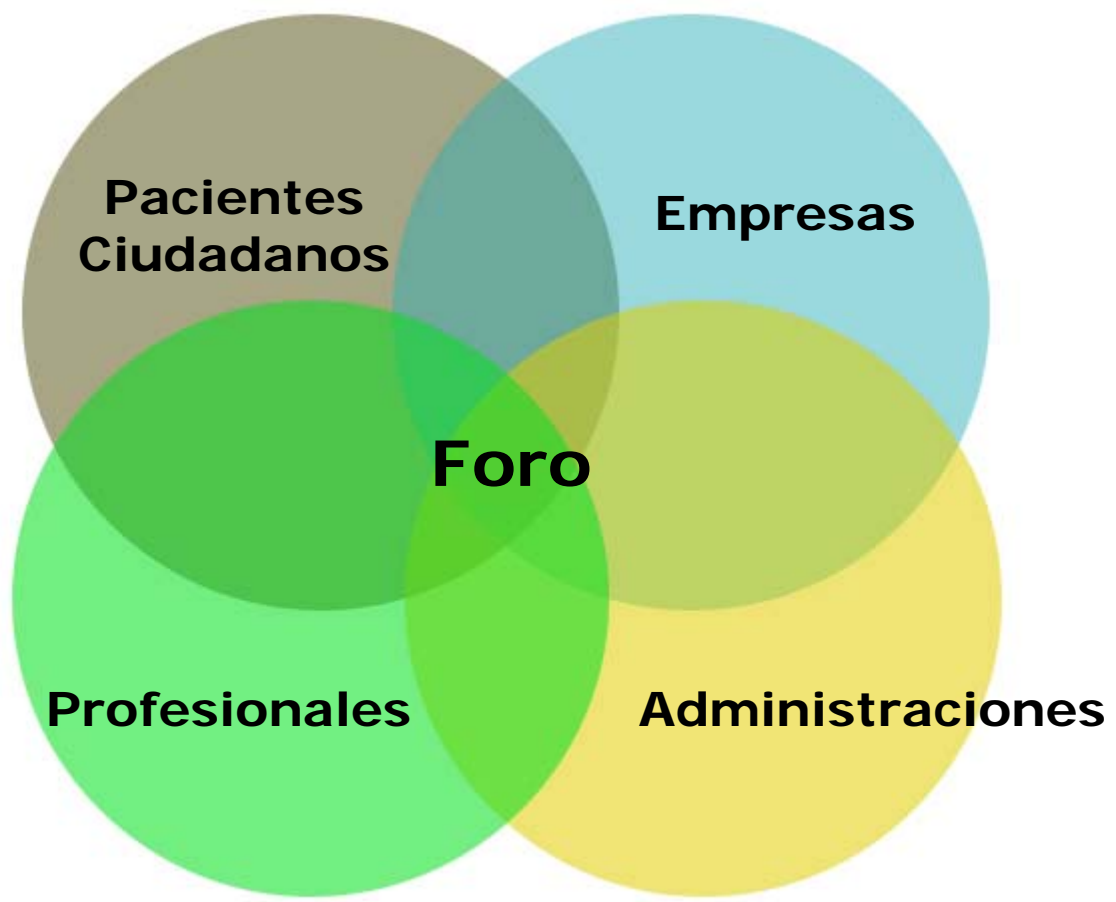 Pacientes
Ciudadanos
Empresas
Foro
Profesionales
Administraciones